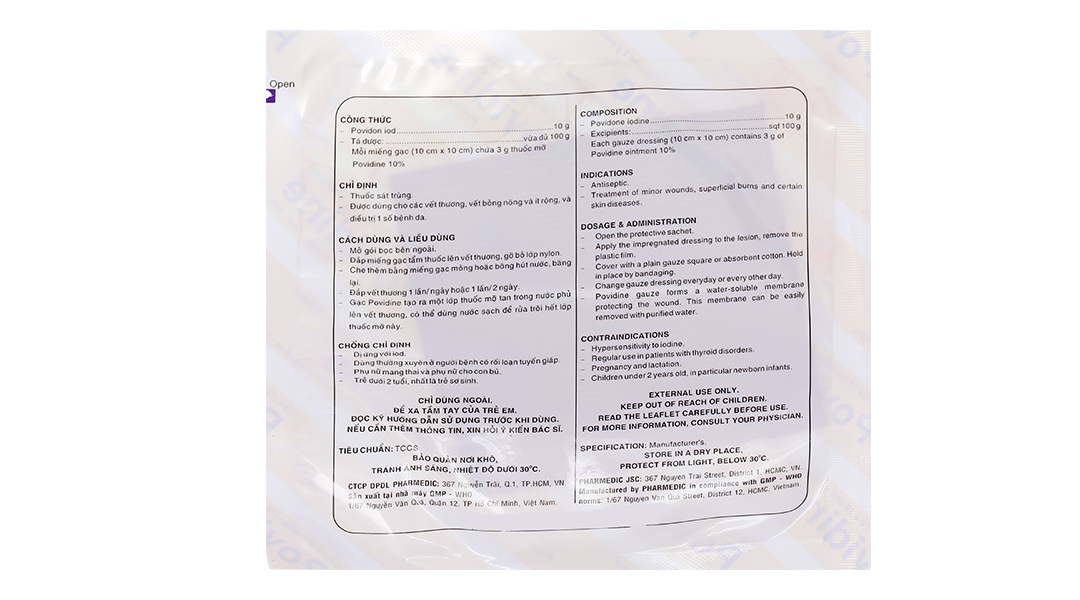 Open
CÔNG THỨC
– Povidon iod..........10 g
– Tá dược:..........vừa đủ 100 g
Mỗi miếng gạc (10 cm x 10 cm) chứa 3 g thuốc mỡ
Povidine 10%
CHỈ ĐỊNH
– Thuốc sát trùng.
– Được dùng cho các vết thương, vết bỏng nông và ít rộng, và
điều trị 1 số bệnh da.
CÁCH DÙNG VÀ LIỀU DÙNG
– Mở gói bọc bên ngoài.
– Đắp miếng gạc tẩm thuốc lên vết thương, gỡ bỏ lớp nylon.
– Che thêm bằng miếng gạc mỏng hoặc bông hút nước, băng
lại.
– Đắp vết thương 1 lần/ngày hoặc 1 lần/2 ngày.
– Gạc Povidine tạo ra một lớp thuốc mỡ tan trong nước phủ
lên vết thương, có thể dùng nước sạch để rửa trôi hết lớp
thuốc mỡ này.
CHỐNG CHỈ ĐỊNH
– Dị ứng với iod.
– Dùng thường xuyên ở người bệnh có rối loạn tuyến giáp.
– Phụ nữ mang thai và phụ nữ cho con bú.
– Trẻ dưới 2 tuổi, nhất là trẻ sơ sinh.
CHỈ DÙNG NGOÀI.
ĐỂ XA TẦM TAY CỦA TRẺ EM.
ĐỌC KỸ HƯỚNG DẪN SỬ DỤNG TRƯỚC KHI DÙNG.
NẾU CẦN THÊM THÔNG TIN, XIN HỎI Ý KIẾN BÁC SĨ.
TIÊU CHUẨN: TCCS
BẢO QUẢN NƠI KHÔ,
TRÁNH ÁNH SÁNG, NHIỆT ĐỘ DƯỚI 30°C.
CTCP DPDL PHARMEDIC: 367 Nguyễn Trãi, Q.1, TP.HCM, VN.
Sản xuất tại nhà máy GMP - WHO
1/67 Nguyễn Văn Quá, Quận 12, TP Hồ Chí Minh, Việt Nam.
COMPOSITION
– Povidone iodine..........10 g
– Excipients:..........sqf 100 g
Each gauze dressing (10 cm x 10 cm) contains 3 g of
Povidine ointment 10%
INDICATIONS
– Antiseptic.
– Treatment of minor wounds, superficial burns and certain
skin diseases.
DOSAGE & ADMINISTRATION
– Open the protective sachet.
– Apply the impregnated dressing to the lesion, remove the
plastic film.
– Cover with a plain gauze square or absorbent cotton. Hold
in place by bandaging.
– Change gauze dressing everyday or every other day.
– Povidine gauze forms a water-soluble membrane
protecting the wound. This membrane can be easily
removed with purified water.
CONTRAINDICATIONS
– Hypersensitivity to iodine.
– Regular use in patients with thyroid disorders.
– Pregnancy and lactation.
– Children under 2 years old, in particular newborn infants.
EXTERNAL USE ONLY.
KEEP OUT OF REACH OF CHILDREN.
READ THE LEAFLET CAREFULLY BEFORE USE.
FOR MORE INFORMATION, CONSULT YOUR PHYSICIAN.
SPECIFICATION: Manufacturer's.
STORE IN A DRY PLACE,
PROTECT FROM LIGHT, BELOW 30°C.
PHARMEDIC JSC: 367 Nguyen Trai Street, District 1, HCMC, VN.
Manufactured by PHARMEDIC in compliance with GMP - WHO
norms: 1/67 Nguyen Van Qua Street, District 12, HCMC, Vietnam.